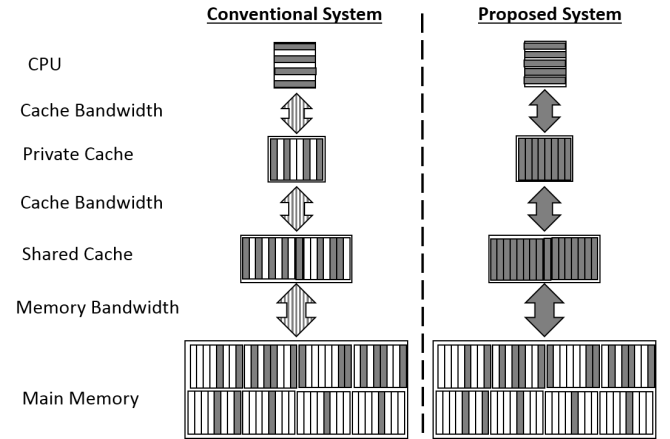 Conventional System
Proposed System
CPU
Cache Bandwidth
Private Cache
Cache Bandwidth
Shared Cache
Memory Bandwidth
Main Memory